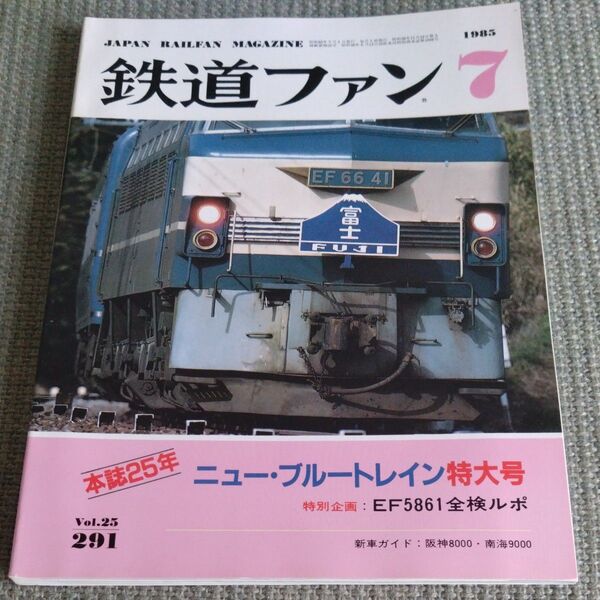 JAPAN RAILFAN MAGAZINE
1985
鉄道ファン 7
EF 66 41
富士
FUJI
本誌25年
ニュー・ブルートレイン特大号
特別企画:EF5861全検ルポ
Vol.25
291
新車ガイド:阪神8000・南海9000